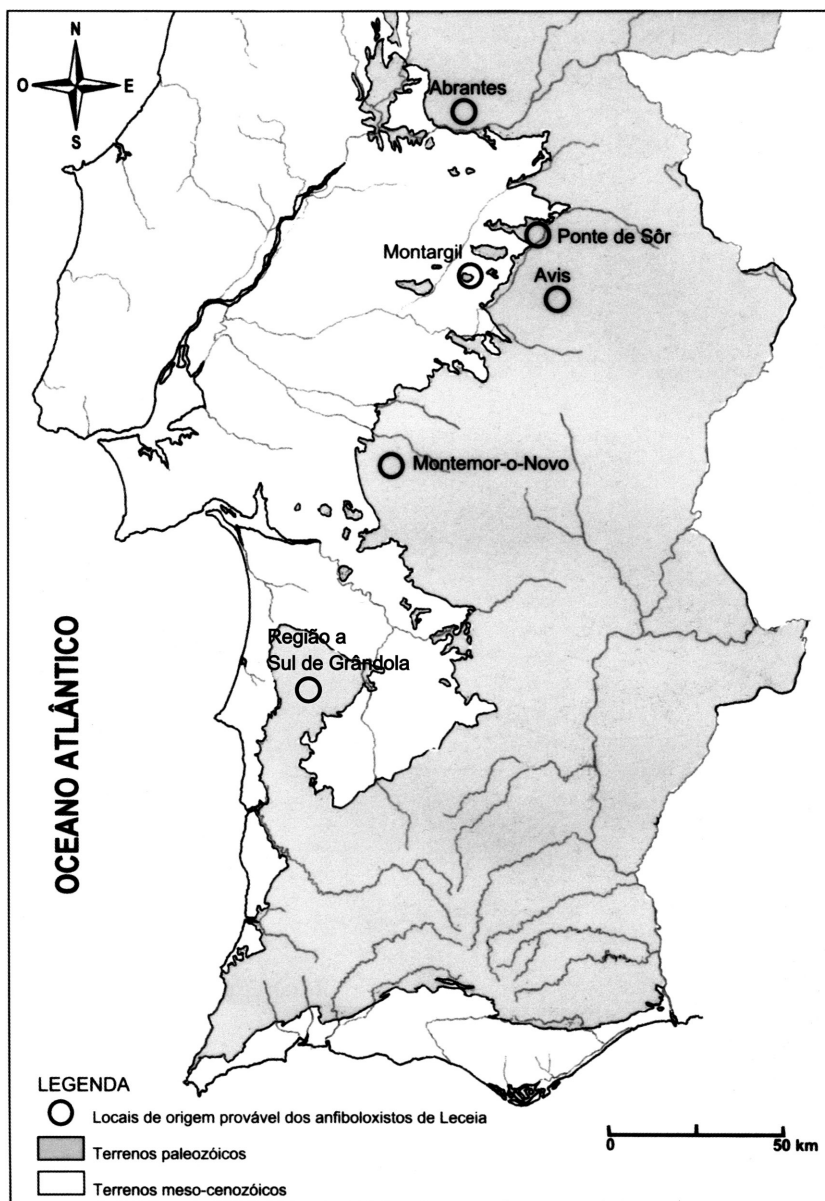 N
O E
S
Abrantes
Ponte de Sôr
Montargil
Avis
Montemor-o-Novo
Região a
Sul de Grândola
OCEANO ATLÂNTICO
LEGENDA
Locais de origem provável dos anfiboloxistos de Leceia
Terrenos paleozóicos
Terrenos meso-cenozóicos
0 50 km